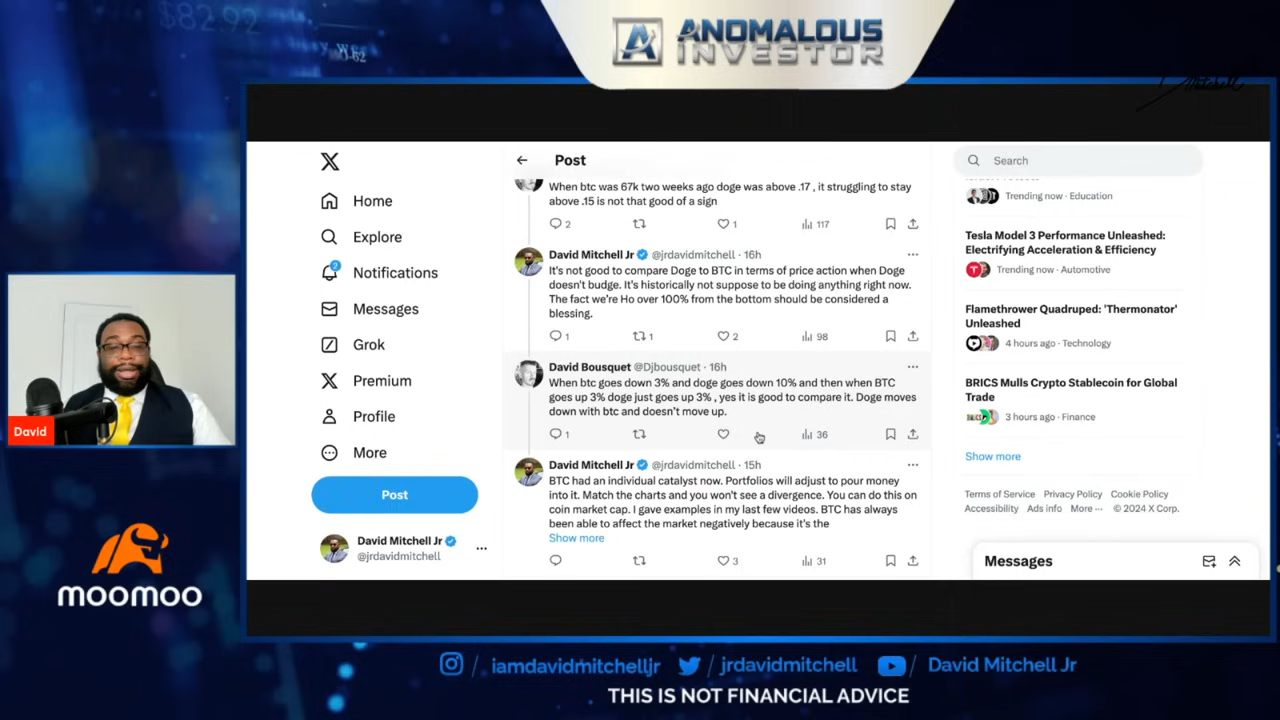 $82.92
ANOMALOUS
INVESTOR
Mitchell
Post
Search
When btc was 67k two weeks ago doge was above .17 , it struggling to stay
above .15 is not that good of a sign
2
1
117
Trending now · Education
Home
Explore
2
Notifications
Messages
Grok
Premium
Profile
More
Post
David Mitchell Jr
@jrdavidmitchell
David Mitchell Jr @jrdavidmitchell · 16h
It's not good to compare Doge to BTC in terms of price action when Doge
doesn't budge. It's historically not suppose to be doing anything right now.
The fact we're Ho over 100% from the bottom should be considered a
blessing.
1
1
2
98
David Bousquet @Djbousquet · 16h
When btc goes down 3% and doge goes down 10% and then when BTC
goes up 3% doge just goes up 3% , yes it is good to compare it. Doge moves
down with btc and doesn't move up.
1
36
David Mitchell Jr @jrdavidmitchell · 15h
BTC had an individual catalyst now. Portfolios will adjust to pour money
into it. Match the charts and you won't see a divergence. You can do this on
coin market cap. I gave examples in my last few videos. BTC has always
been able to affect the market negatively because it's the
Show more
3
31
Tesla Model 3 Performance Unleashed:
Electrifying Acceleration & Efficiency
Trending now · Automotive
Flamethrower Quadruped: 'Thermonator'
Unleashed
4 hours ago · Technology
BRICS Mulls Crypto Stablecoin for Global
Trade
3 hours ago · Finance
Show more
Terms of Service Privacy Policy Cookie Policy
Accessibility Ads info More ··· © 2024 X Corp.
Messages
David
moomoo
/ iamdavidmitchelljr / jrdavidmitchell / David Mitchell Jr
THIS IS NOT FINANCIAL ADVICE